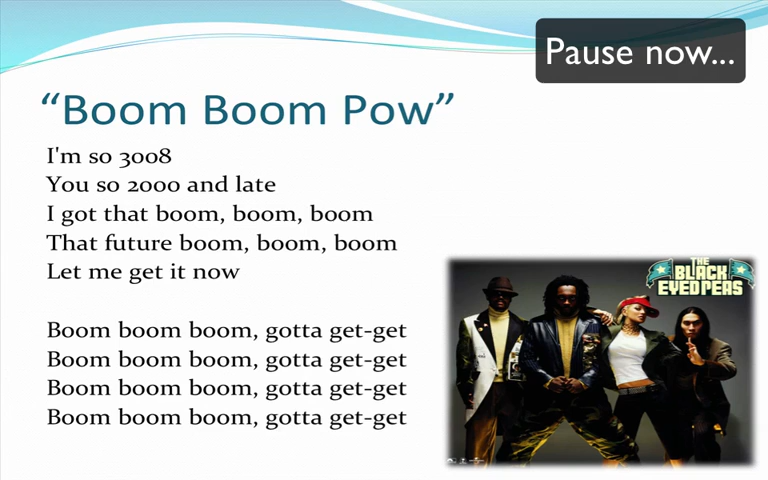 Pause now...
“Boom Boom Pow”
I'm so 3008
You so 2000 and late
I got that boom, boom, boom
That future boom, boom, boom
Let me get it now
Boom boom boom, gotta get-get
Boom boom boom, gotta get-get
Boom boom boom, gotta get-get
Boom boom boom, gotta get-get
THE
BLACK
EYED PEAS